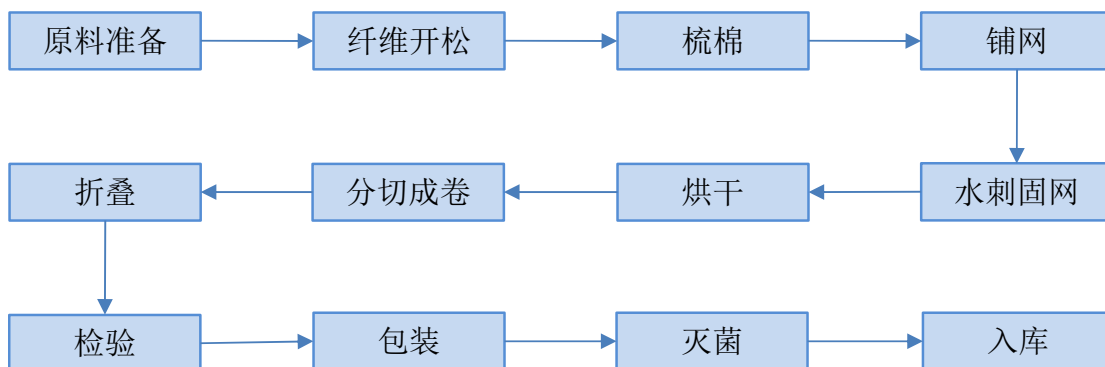 原料准备
纤维开松
梳棉
铺网
水刺固网
烘干
分切成卷
折叠
检验
包装
灭菌
入库